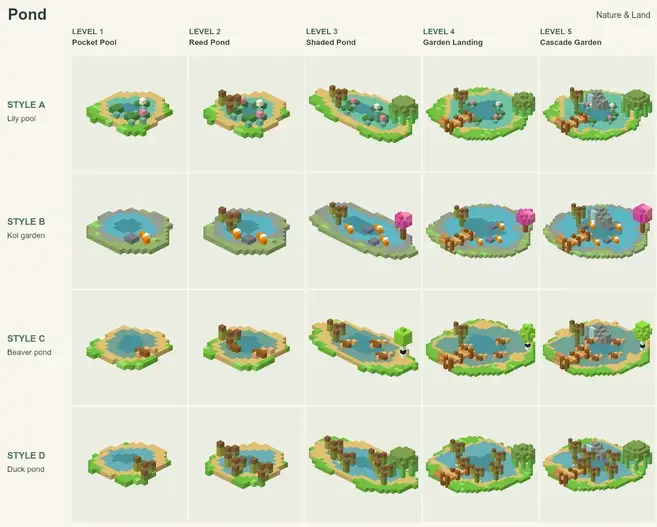 Pond
Nature & Land
LEVEL 1
Pocket Pool
LEVEL 2
Reed Pond
LEVEL 3
Shaded Pond
LEVEL 4
Garden Landing
LEVEL 5
Cascade Garden
STYLE A
Lily pool
STYLE B
Koi garden
STYLE C
Beaver pond
STYLE D
Duck pond